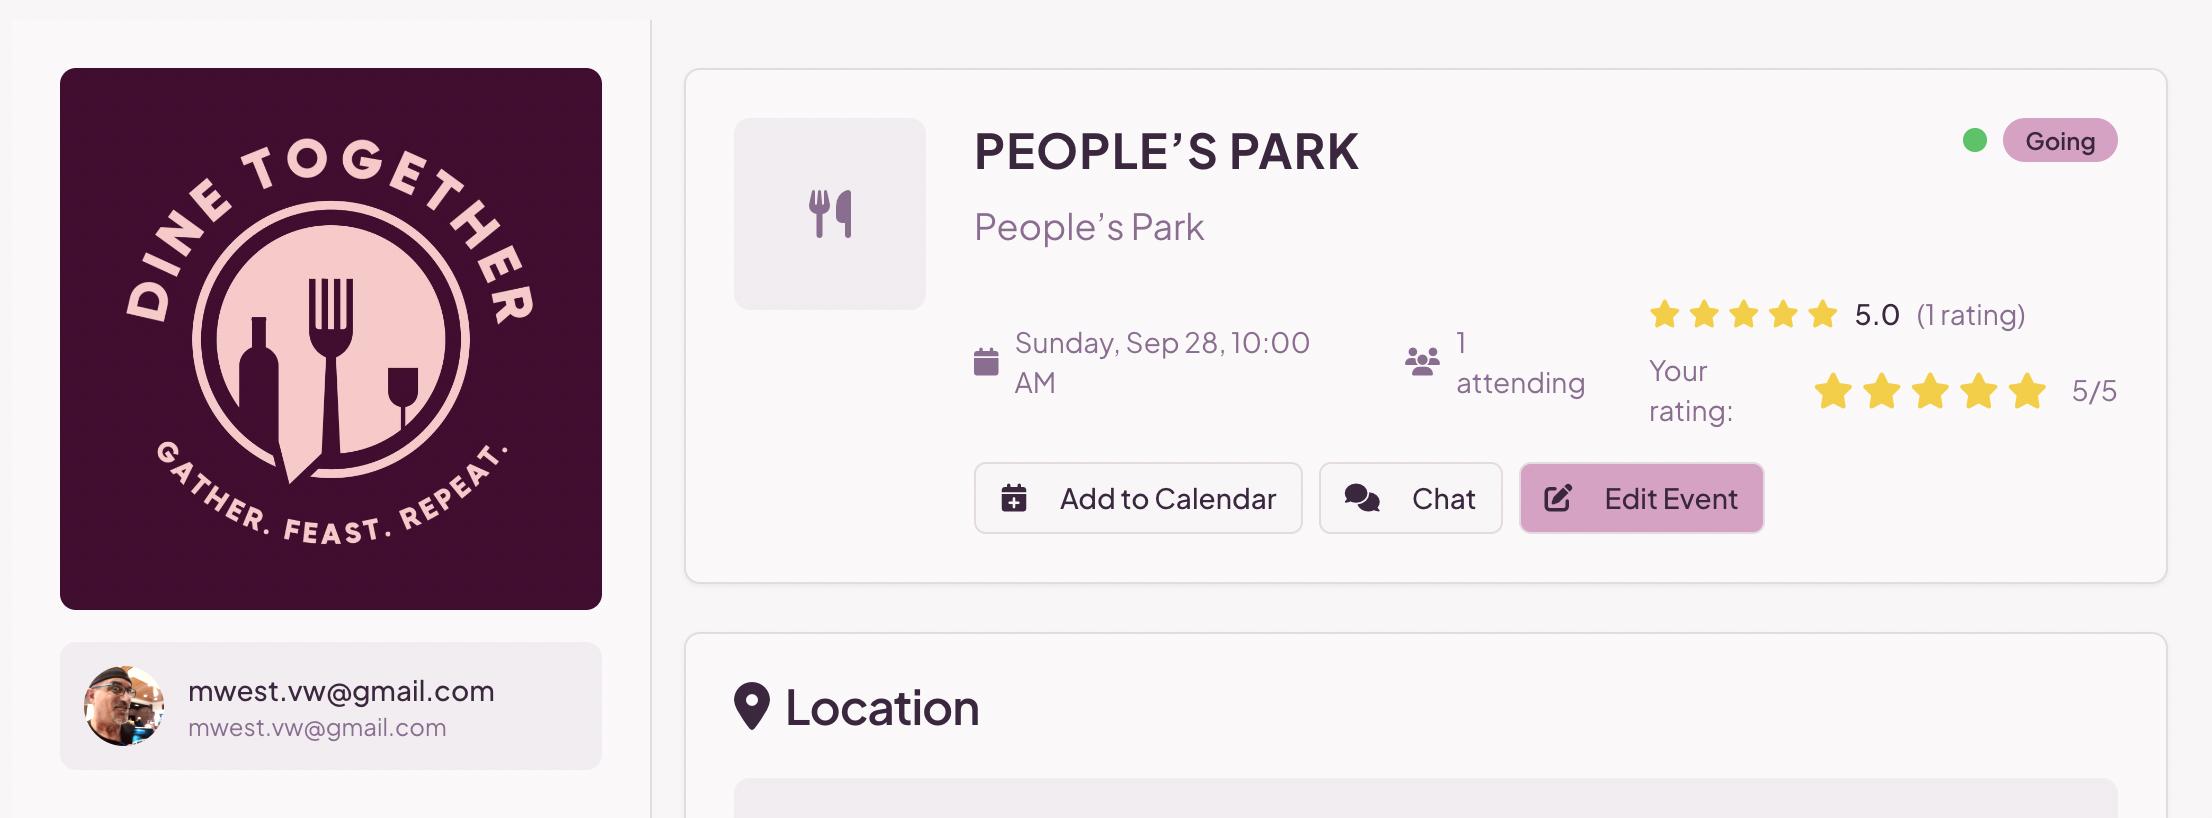 DINE TOGETHER
GATHER. FEAST. REPEAT.
mwest.vw@gmail.com
mwest.vw@gmail.com
PEOPLE’S PARK
Going
People’s Park
Sunday, Sep 28, 10:00
AM
1
attending
5.0 (1 rating)
Your
rating:
5/5
Add to Calendar
Chat
Edit Event
Location